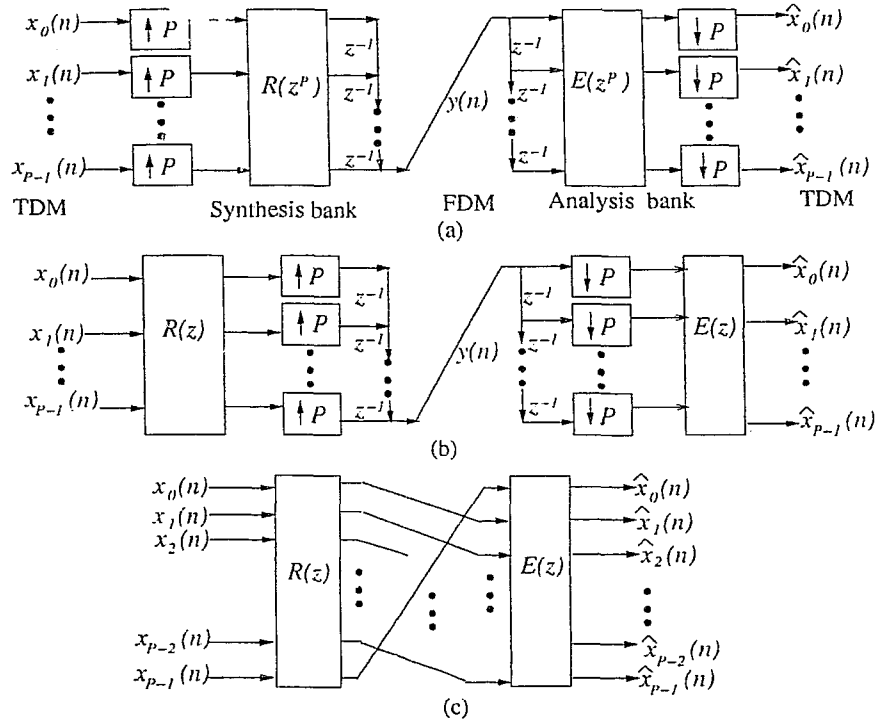 x_0(n) ↑ P R(z^P) z^{-1} E(z^P) ↓ P x̂_0(n)
z^{-1}
x_1(n) ↑ P z^{-1} y(n) z^{-1} ↓ P x̂_1(n)
x_{P-1}(n) ↑ P z^{-1} z^{-1} ↓ P x̂_{P-1}(n)
TDM Synthesis bank FDM Analysis bank TDM
(a)
x_0(n) R(z) ↑ P z^{-1} z^{-1} ↓ P E(z) x̂_0(n)
x_1(n) ↑ P z^{-1} y(n) z^{-1} ↓ P x̂_1(n)
x_{P-1}(n) ↑ P z^{-1} z^{-1} ↓ P x̂_{P-1}(n)
(b)
x_0(n) x̂_0(n)
x_1(n) x̂_1(n)
x_2(n) x̂_2(n)
R(z) E(z)
x_{P-2}(n) x̂_{P-2}(n)
x_{P-1}(n) x̂_{P-1}(n)
(c)